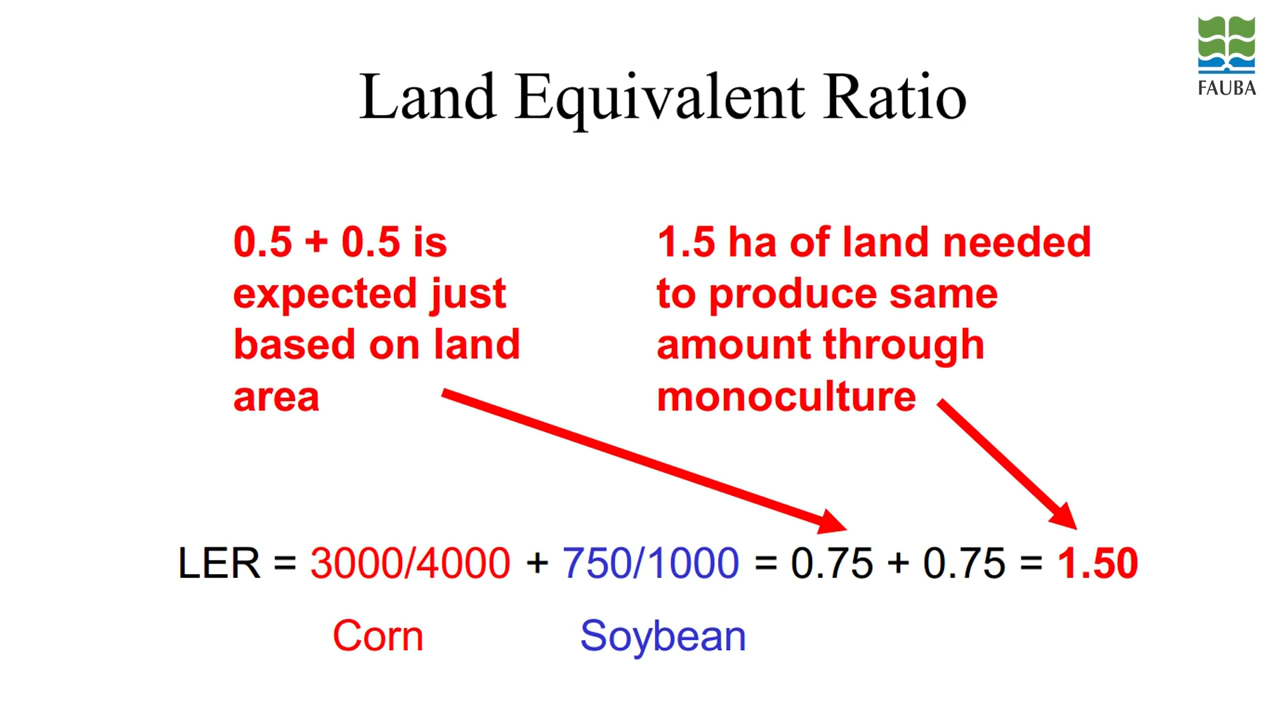 FAUBA
Land Equivalent Ratio
0.5 + 0.5 is
expected just
based on land
area
1.5 ha of land needed
to produce same
amount through
monoculture
LER = 3000/4000 + 750/1000 = 0.75 + 0.75 = 1.50
Corn
Soybean